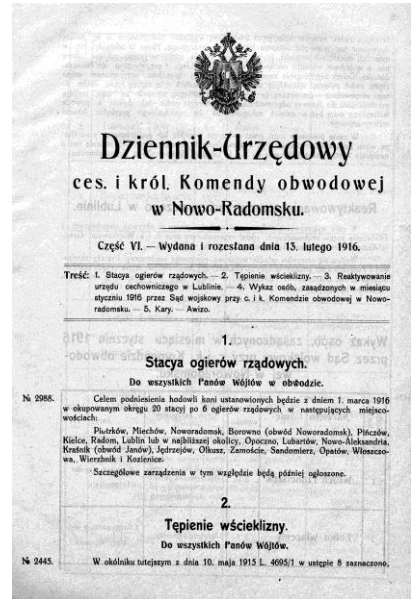 Dziennik-Urzędowy
ces. i król. Komendy obwodowej
w Nowo-Radomsku.
Część VI. — Wydana i rozesłana dnia 15. lutego 1916.
Treść: 1. Stacya ogierów rządowych. — 2. Tępienie wścieklizny. — 3. Reaktywowanie
urzędu cechowniczego w Lublinie. — 4. Wykaz osób, zasądzonych w miesiącu
styczniu 1916 przez Sąd wojskowy przy c. i k. Komendzie obwodowej w Nowo-
radomsku. — 5. Kary. — Awizo.
1.
Stacya ogierów rządowych.
Do wszystkich Panów Wójtów w obwodzie.
№ 2988. Celem podniesienia hodowli koni ustanowionych będzie z dniem 1. marca 1916
w okupowanym okręgu 20 stacyj po 6 ogierów rządowych w następujących miejsco-
wościach:
Piotrków, Miechów, Noworadomsk, Borowno (obwód Noworadomsk), Pińczów,
Kielce, Radom, Lublin lub w najbliższej okolicy, Opoczno, Lubartów, Nowo-Aleksandria,
Kraśnik (obwód Janów), Jędrzejów, Olkusz, Zamoście, Sandomierz, Opatów, Włoszczo-
wa, Wierzbnik i Kozienice.
Szczegółowe zarządzenia w tym względzie będą później ogłoszone.
2.
Tępienie wścieklizny.
Do wszystkich Panów Wójtów.
№ 2445. W okólniku tutejszym z dnia 10. maja 1915 L. 4695/1 w ustępie 8 zaznaczono,